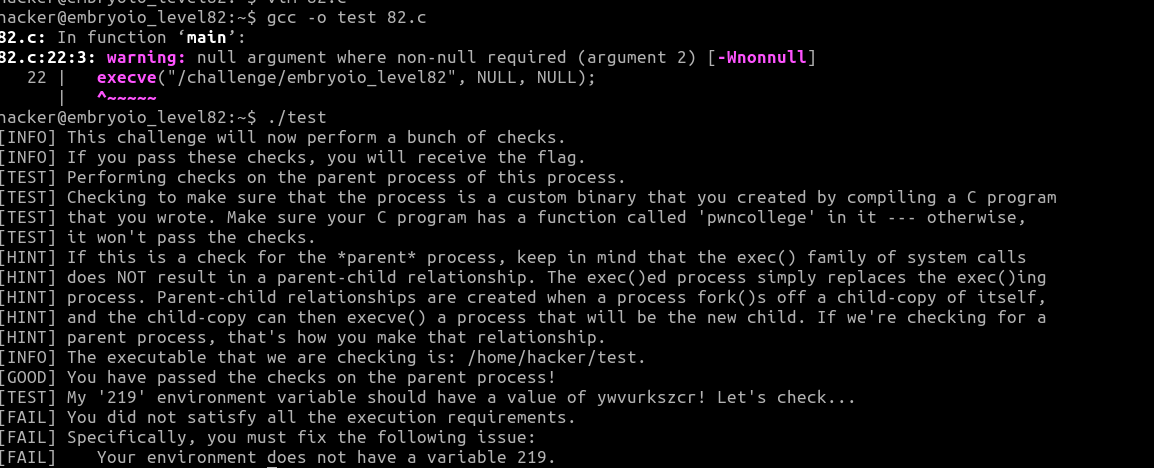 hacker@embryoio_level82:~$ gcc -o test 82.c
82.c: In function ‘main’:
82.c:22:3: warning: null argument where non-null required (argument 2) [-Wnonnull]
22 | execve("/challenge/embryoio_level82", NULL, NULL);
| ^~~~~~
hacker@embryoio_level82:~$ ./test
[INFO] This challenge will now perform a bunch of checks.
[INFO] If you pass these checks, you will receive the flag.
[TEST] Performing checks on the parent process of this process.
[TEST] Checking to make sure that the process is a custom binary that you created by compiling a C program
[TEST] that you wrote. Make sure your C program has a function called 'pwncollege' in it --- otherwise,
[TEST] it won't pass the checks.
[HINT] If this is a check for the *parent* process, keep in mind that the exec() family of system calls
[HINT] does NOT result in a parent-child relationship. The exec()ed process simply replaces the exec()ing
[HINT] process. Parent-child relationships are created when a process fork()s off a child-copy of itself,
[HINT] and the child-copy can then execve() a process that will be the new child. If we're checking for a
[HINT] parent process, that's how you make that relationship.
[INFO] The executable that we are checking is: /home/hacker/test.
[GOOD] You have passed the checks on the parent process!
[TEST] My '219' environment variable should have a value of ywvurkszcr! Let's check...
[FAIL] You did not satisfy all the execution requirements.
[FAIL] Specifically, you must fix the following issue:
[FAIL] Your environment does not have a variable 219.